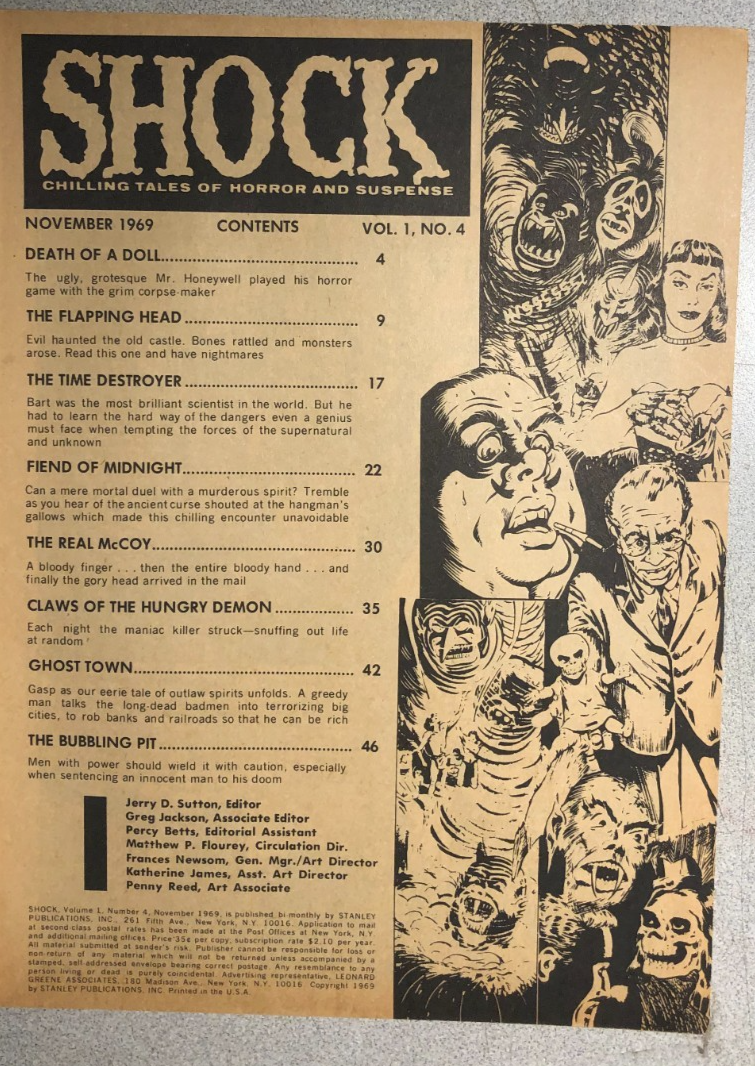 SHOCK
CHILLING TALES OF HORROR AND SUSPENSE
NOVEMBER 1969 CONTENTS VOL. 1, NO. 4
DEATH OF A DOLL 4
The ugly, grotesque Mr. Honeywell played his horror
game with the grim corpse-maker
THE FLAPPING HEAD 9
Evil haunted the old castle. Bones rattled and monsters
arose. Read this one and have nightmares
THE TIME DESTROYER 17
Bart was the most brilliant scientist in the world. But he
had to learn the hard way of the dangers even a genius
must face when tempting the forces of the supernatural
and unknown
FIEND OF MIDNIGHT 22
Can a mere mortal duel with a murderous spirit? Tremble
as you hear of the ancient curse shouted at the hangman's
gallows which made this chilling encounter unavoidable
THE REAL McCOY 30
A bloody finger . . . then the entire bloody hand . . . and
finally the gory head arrived in the mail
CLAWS OF THE HUNGRY DEMON 35
Each night the maniac killer struck—snuffing out life
at random
GHOST TOWN 42
Gasp as our eerie tale of outlaw spirits unfolds. A greedy
man talks the long-dead badmen into terrorizing big
cities, to rob banks and railroads so that he can be rich
THE BUBBLING PIT 46
Men with power should wield it with caution, especially
when sentencing an innocent man to his doom
Jerry D. Sutton, Editor
Greg Jackson, Associate Editor
Percy Betts, Editorial Assistant
Matthew P. Flourey, Circulation Dir.
Frances Newsom, Gen. Mgr./Art Director
Katherine James, Asst. Art Director
Penny Reed, Art Associate
SHOCK, Volume 1, Number 4, November 1969, is published bi-monthly by STANLEY
PUBLICATIONS, INC., 261 Fifth Ave., New York, N.Y. 10016. Application to mail
at second-class postal rates has been made at the Post Offices at New York, N.Y.
and additional mailing offices. Price 35¢ per copy, subscription rate $2.10 per year.
All material submitted at sender's risk. Publisher cannot be responsible for loss or
non-return of any material which will not be returned unless accompanied by a
stamped, self-addressed envelope bearing correct postage. Any resemblance to any
person living or dead is purely coincidental. Advertising representative, LEONARD
GREENE ASSOCIATES, 180 Madison Ave., New York, N.Y. 10016 Copyright 1969
by STANLEY PUBLICATIONS, INC. Printed in the U.S.A.